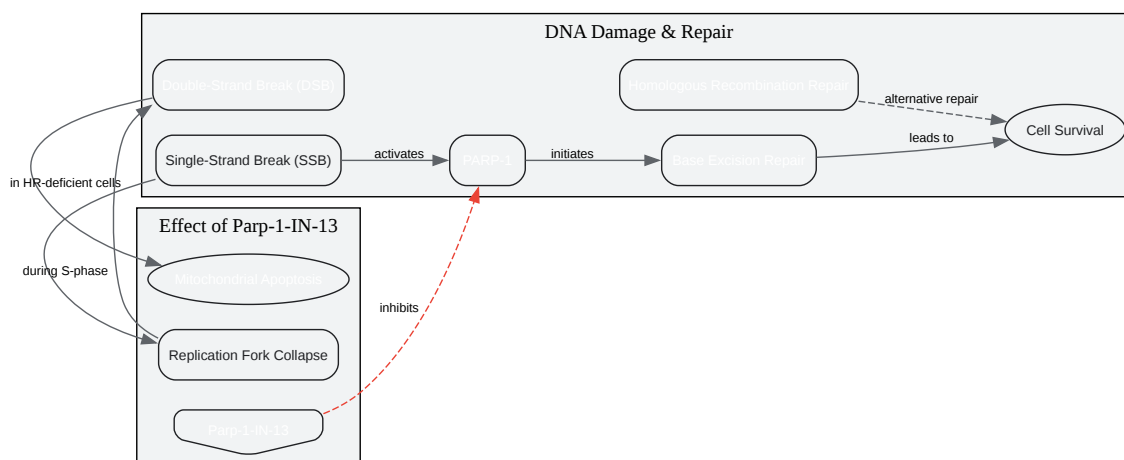 DNA Damage & Repair
Double-Strand Break (DSB)
Homologous Recombination Repair
alternative repair
Cell Survival
Single-Strand Break (SSB)
activates
PARP-1
initiates
Base Excision Repair
leads to
in HR-deficient cells
Effect of Parp-1-IN-13
during S-phase
Mitochondrial Apoptosis
inhibits
Replication Fork Collapse
Parp-1-IN-13